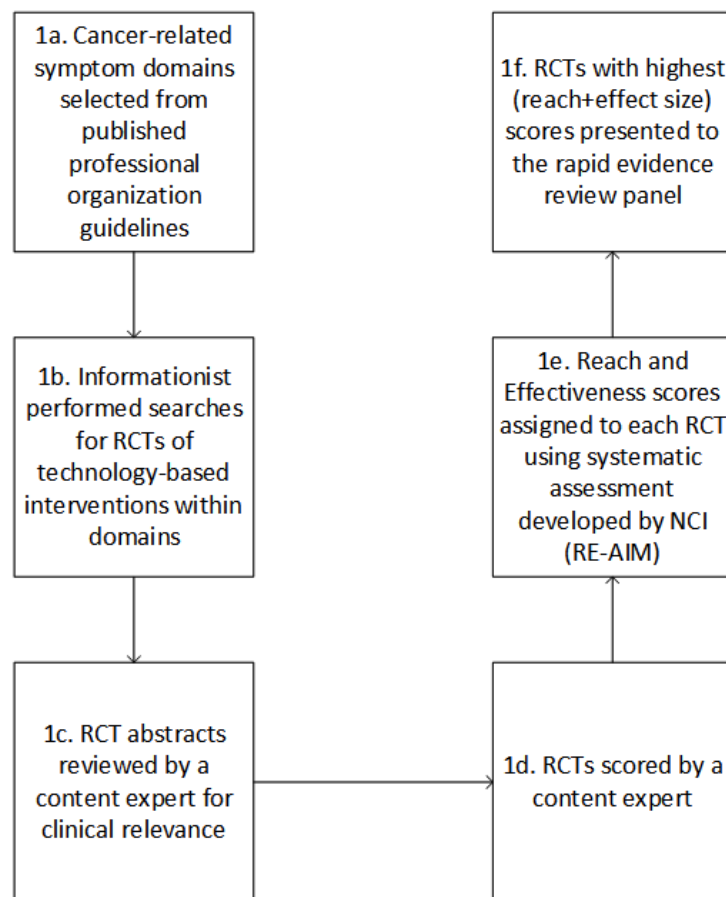 1a. Cancer-related
symptom domains
selected from
published
professional
organization
guidelines
1b. Informationist
performed searches
for RCTs of
technology-based
interventions within
domains
1c. RCT abstracts
reviewed by a
content expert for
clinical relevance
1d. RCTs scored by a
content expert
1e. Reach and
Effectiveness scores
assigned to each RCT
using systematic
assessment
developed by NCI
(RE-AIM)
1f. RCTs with highest
(reach+effect size)
scores presented to
the rapid evidence
review panel